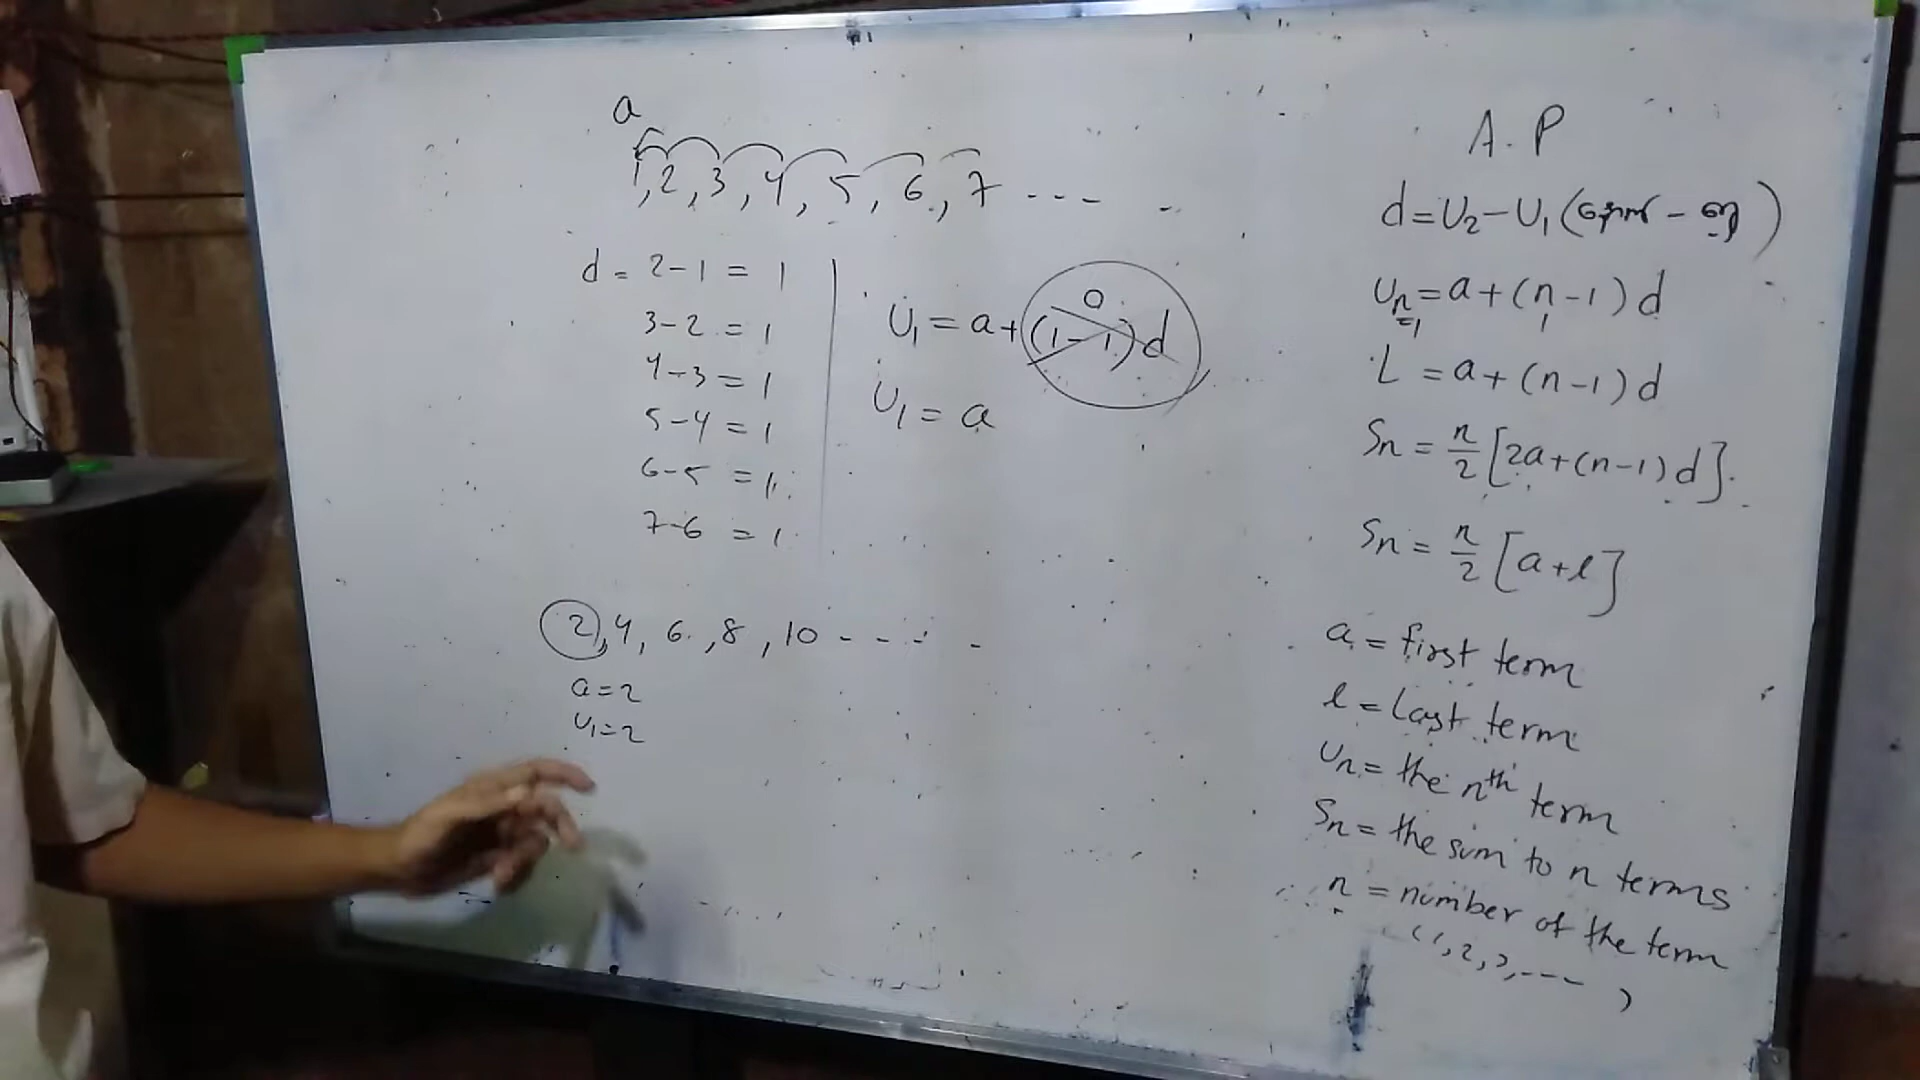 a
1, 2, 3, 4, 5, 6, 7 - - - -
d = 2-1 = 1
3-2 = 1
4-3 = 1
5-4 = 1
6-5 = 1
7-6 = 1
U₁ = a + (1-1)d
0
U₁ = a
2, 4, 6, 8, 10 - - - -
a = 2
U₁ = 2
A.P
d = U₂ - U₁ (
Uₙ = a + (n-1)d
=1
1
L = a + (n-1)d
Sₙ = n/2 [2a + (n-1)d]
Sₙ = n/2 [a + l]
a = first term
l = Last term
Uₙ = the nᵗʰ term
Sₙ = the sum to n terms
n = number of the term
(1, 2, 3, --- )